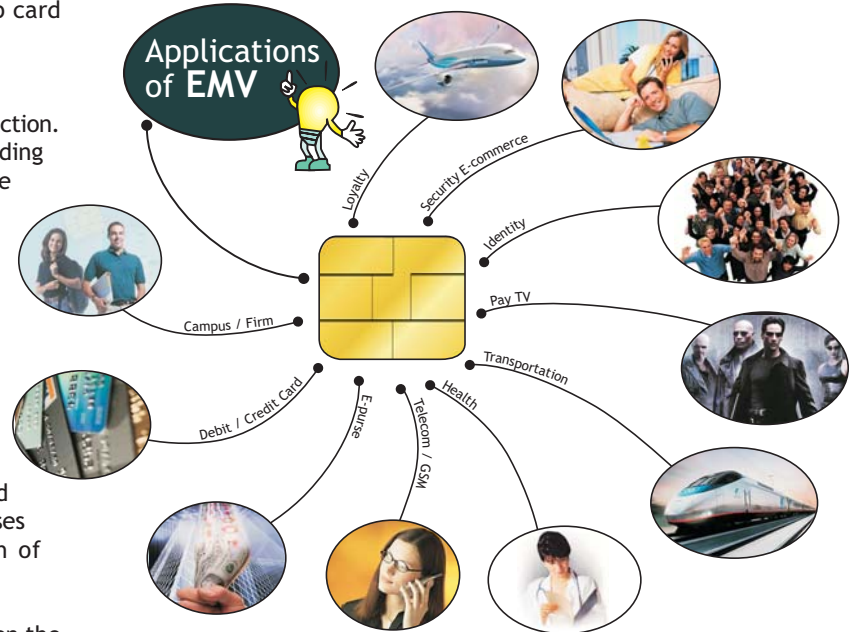 card
Applications
of EMV
ction.
ding
Loyalty
Security E-commerce
Identity
Campus / Firm
Pay TV
Transportation
Health
Telecom / GSM
E-purse
Debit / Credit Card
d
ses
of